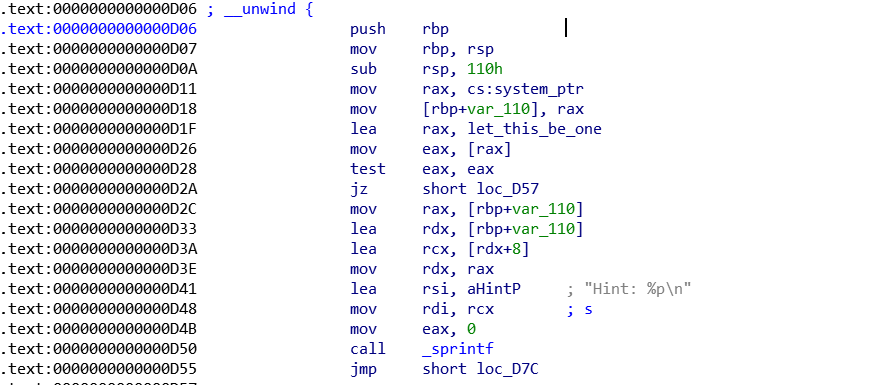 .text:0000000000000D06 ; __unwind {
.text:0000000000000D06 push rbp
.text:0000000000000D07 mov rbp, rsp
.text:0000000000000D0A sub rsp, 110h
.text:0000000000000D11 mov rax, cs:system_ptr
.text:0000000000000D18 mov [rbp+var_110], rax
.text:0000000000000D1F lea rax, let_this_be_one
.text:0000000000000D26 mov eax, [rax]
.text:0000000000000D28 test eax, eax
.text:0000000000000D2A jz short loc_D57
.text:0000000000000D2C mov rax, [rbp+var_110]
.text:0000000000000D33 lea rdx, [rbp+var_110]
.text:0000000000000D3A lea rcx, [rdx+8]
.text:0000000000000D3E mov rdx, rax
.text:0000000000000D41 lea rsi, aHintP ; "Hint: %p\n"
.text:0000000000000D48 mov rdi, rcx ; s
.text:0000000000000D4B mov eax, 0
.text:0000000000000D50 call _sprintf
.text:0000000000000D55 jmp short loc_D7C